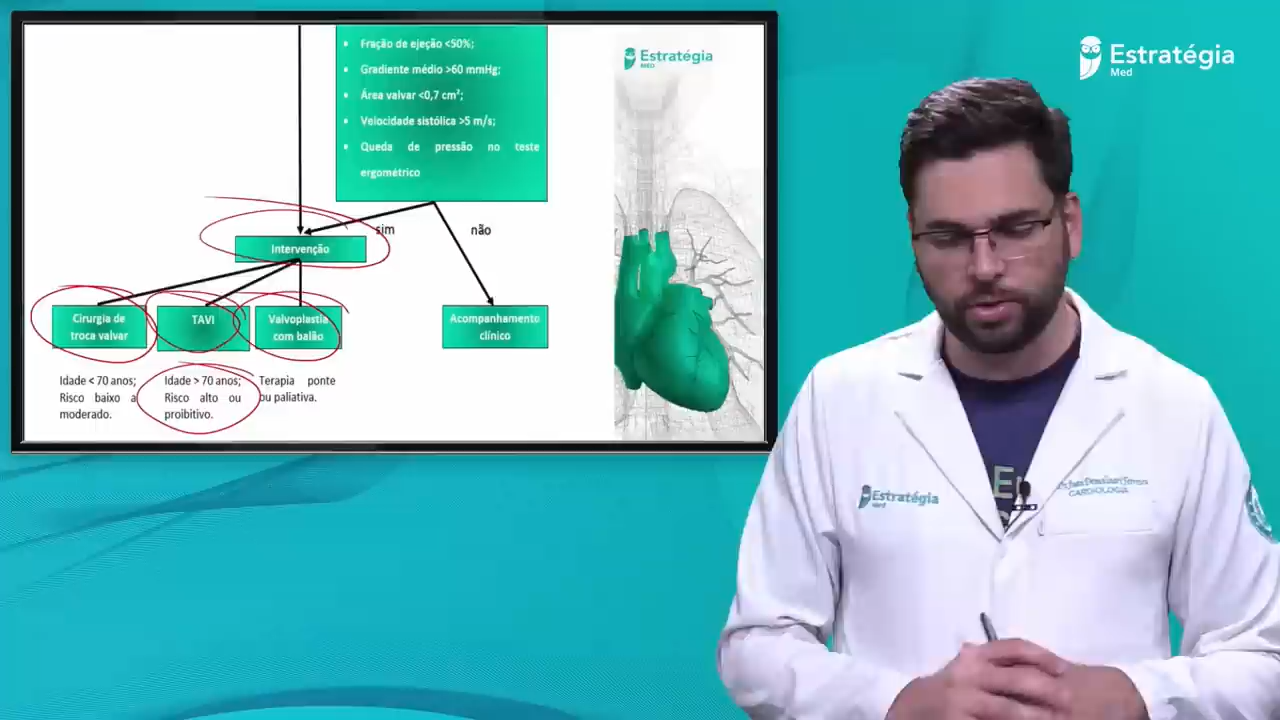 Fração de ejeção <50%;
Gradiente médio >60 mmHg;
Área valvar <0,7 cm²;
Velocidade sistólica >5 m/s;
Queda de pressão no teste
ergométrico
sim
não
Intervenção
Cirurgia de
troca valvar
TAVI
Valvoplastia
com balão
Acompanhamento
clínico
Idade < 70 anos;
Risco baixo a
moderado.
Idade > 70 anos;
Risco alto ou
proibitivo.
Terapia ponte
ou paliativa.
Estratégia
MED
Estratégia
Med
Estratégia
Med
CARDIOLOGIA